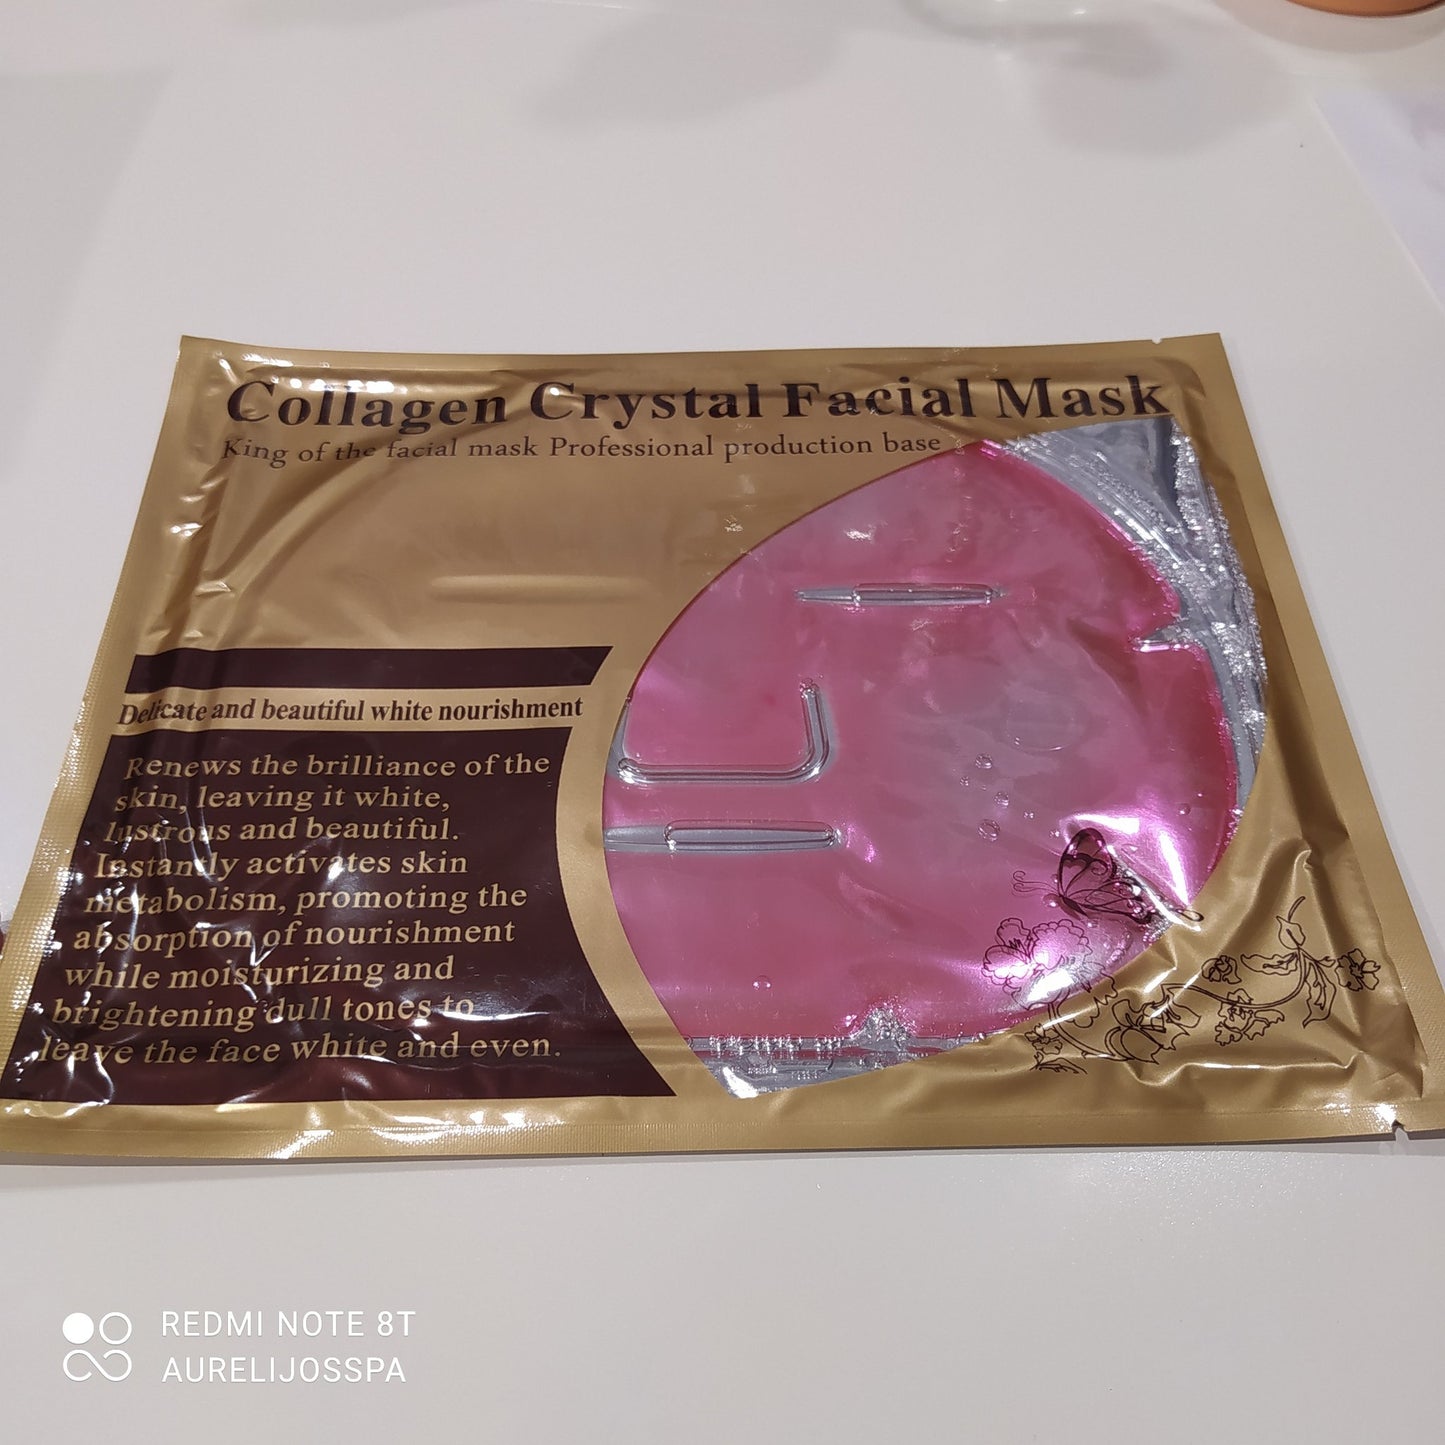 Collagen Crystal Facial Mask
King of the facial mask Professional production base
Delicate and beautiful white nourishment
Renews the brilliance of the
skin, leaving it white,
lustrous and beautiful.
Instantly activates skin
metabolism, promoting the
absorption of nourishment
while moisturizing and
brightening dull tones to
leave the face white and even.
REDMI NOTE 8T
AURELIJOSSPA